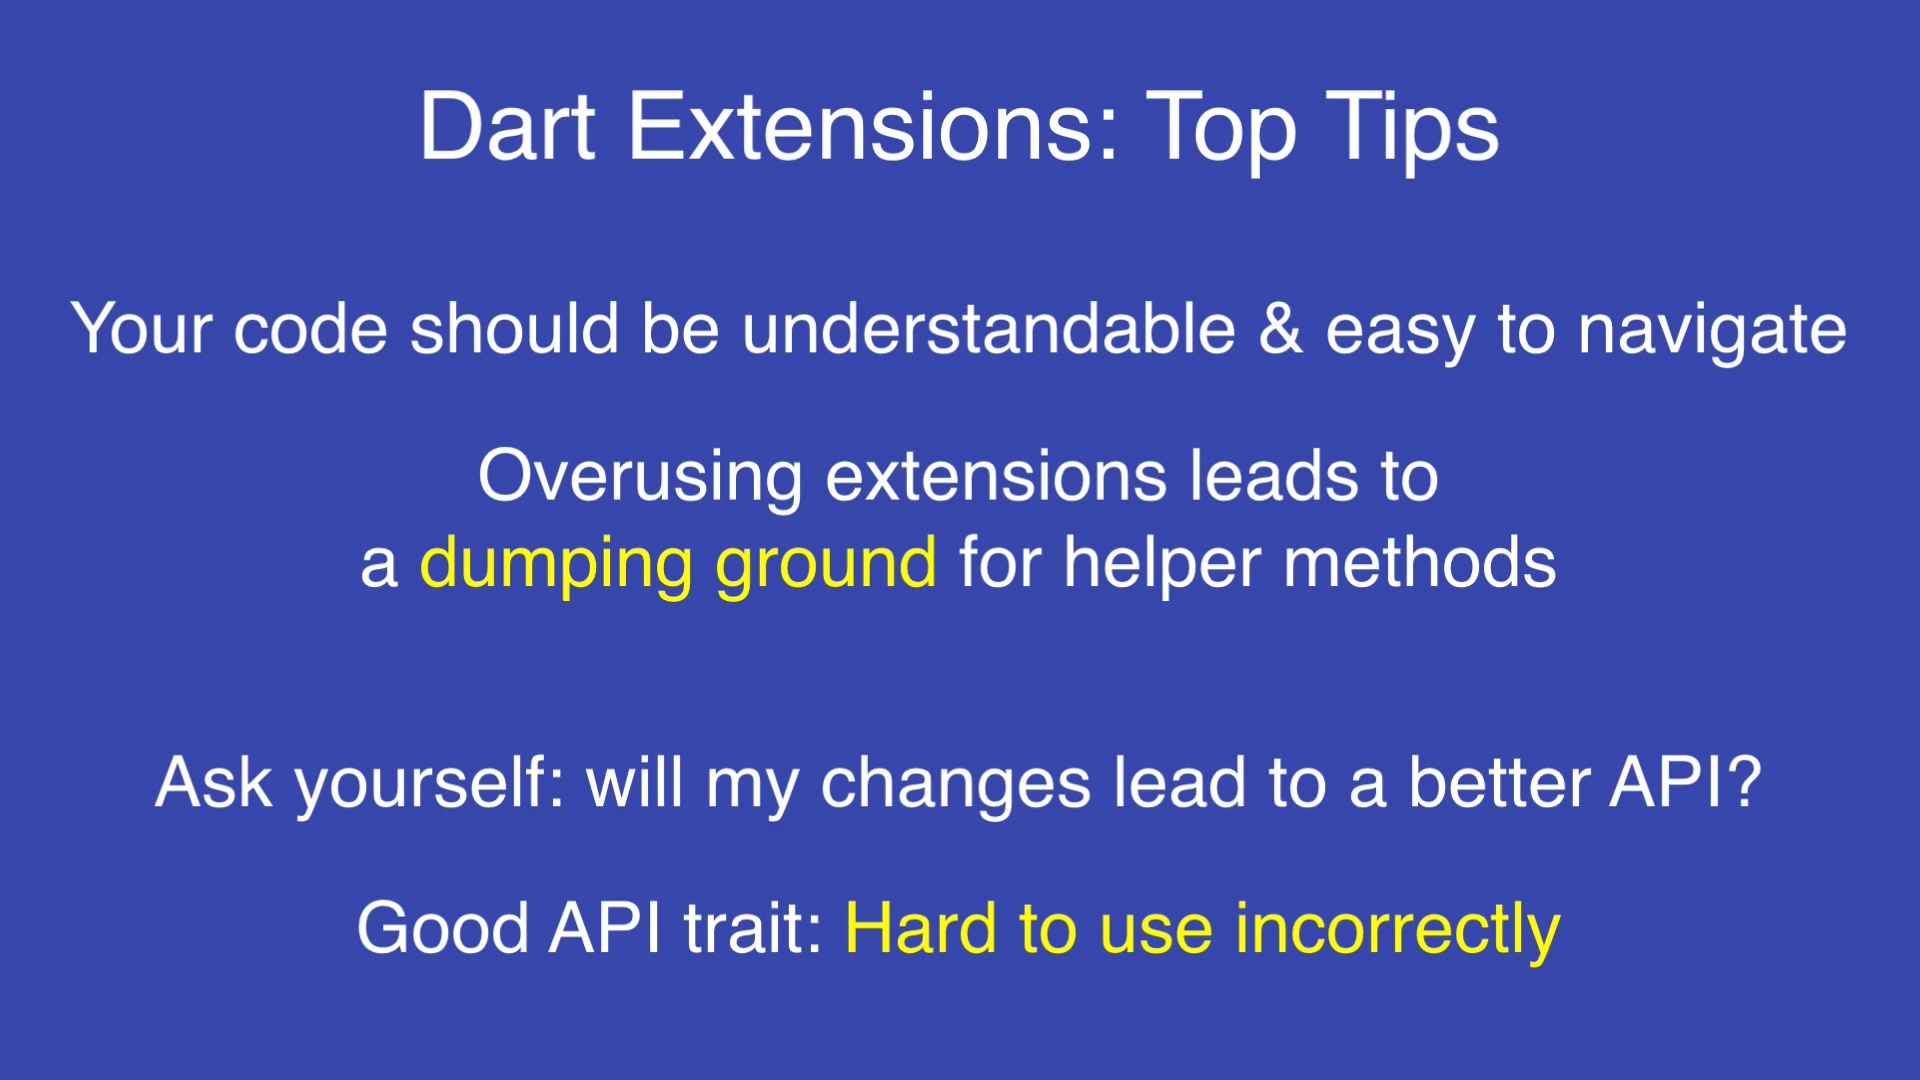 Dart Extensions: Top Tips
Your code should be understandable & easy to navigate
Overusing extensions leads to
a dumping ground for helper methods
Ask yourself: will my changes lead to a better API?
Good API trait: Hard to use incorrectly